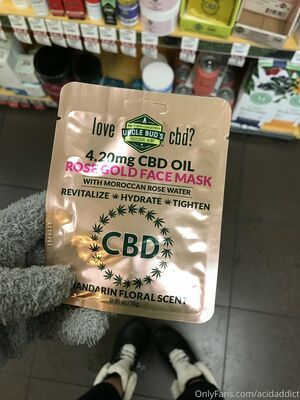 love cbd?
UNCLE BUD'S
4.20mg CBD OIL
ROSE GOLD FACE MASK
WITH MOROCCAN ROSE WATER
REVITALIZE HYDRATE TIGHTEN
CBD
MANDARIN FLORAL SCENT
OnlyFans.com/acidaddict